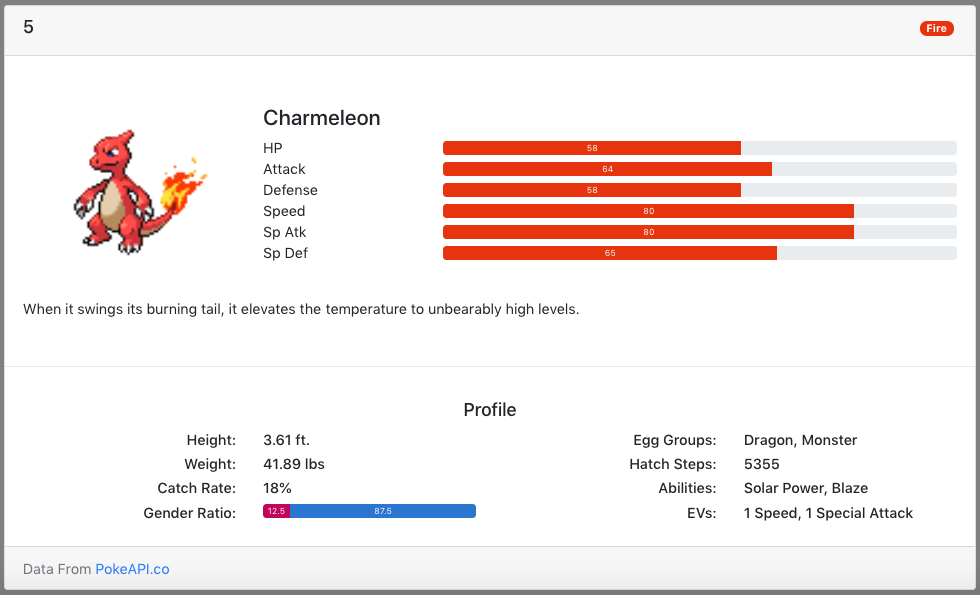 5
Fire
Charmeleon
HP 58
Attack 64
Defense 58
Speed 80
Sp Atk 80
Sp Def 65
When it swings its burning tail, it elevates the temperature to unbearably high levels.
Profile
Height: 3.61 ft.
Weight: 41.89 lbs
Catch Rate: 18%
Gender Ratio: 12.5 87.5
Egg Groups: Dragon, Monster
Hatch Steps: 5355
Abilities: Solar Power, Blaze
EVs: 1 Speed, 1 Special Attack
Data From PokeAPI.co